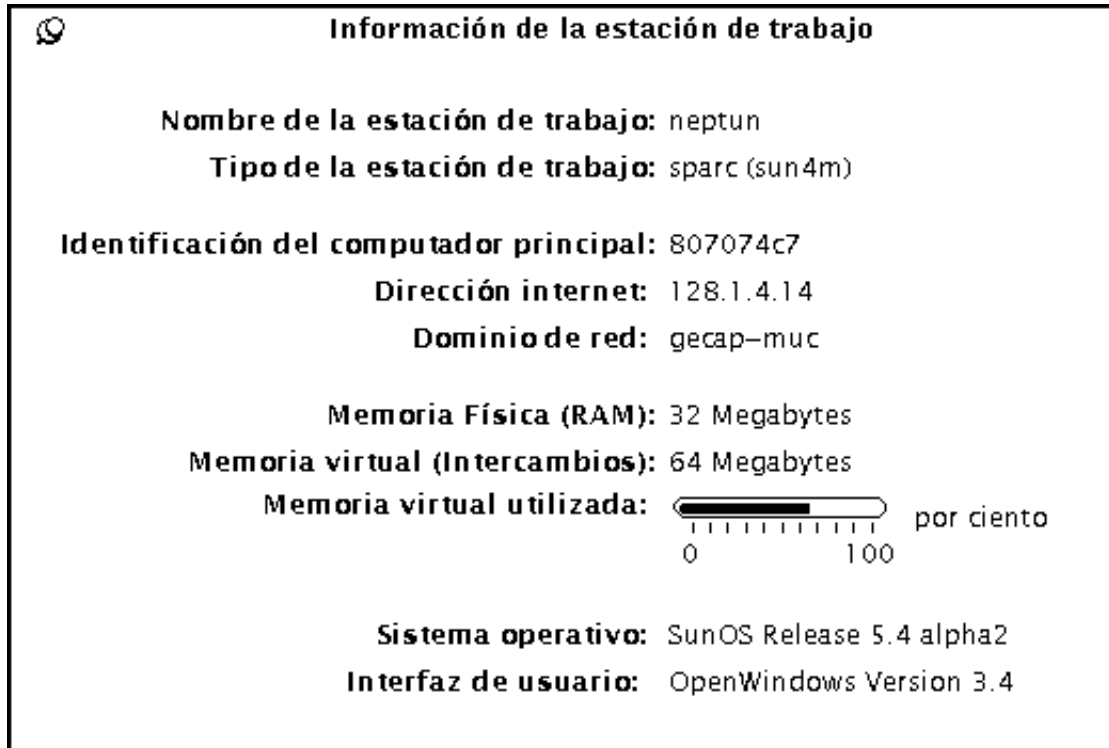 Información de la estación de trabajo
Nombre de la estación de trabajo: neptun
Tipo de la estación de trabajo: sparc (sun4m)
Identificación del computador principal: 807074c7
Dirección internet: 128.1.4.14
Dominio de red: gecap-muc
Memoria Física (RAM): 32 Megabytes
Memoria virtual (Intercambios): 64 Megabytes
Memoria virtual utilizada: por ciento
0 100
Sistema operativo: SunOS Release 5.4 alpha2
Interfaz de usuario: OpenWindows Version 3.4